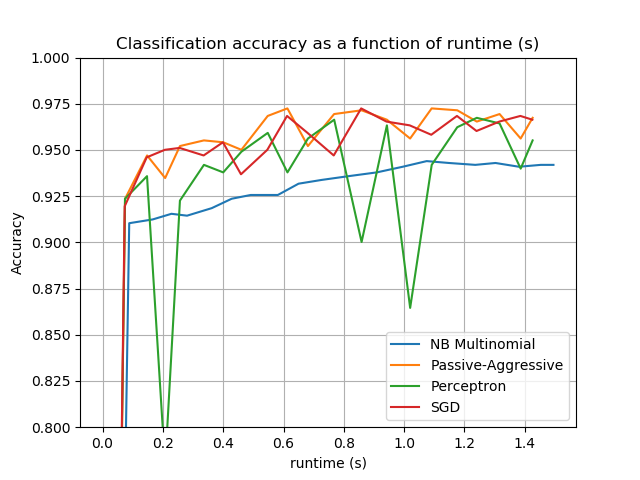 Classification accuracy as a function of runtime (s)
1.000
0.975
0.950
0.925
0.900
0.875
0.850
0.825
0.800
Accuracy
0.0 0.2 0.4 0.6 0.8 1.0 1.2 1.4
runtime (s)
NB Multinomial
Passive-Aggressive
Perceptron
SGD